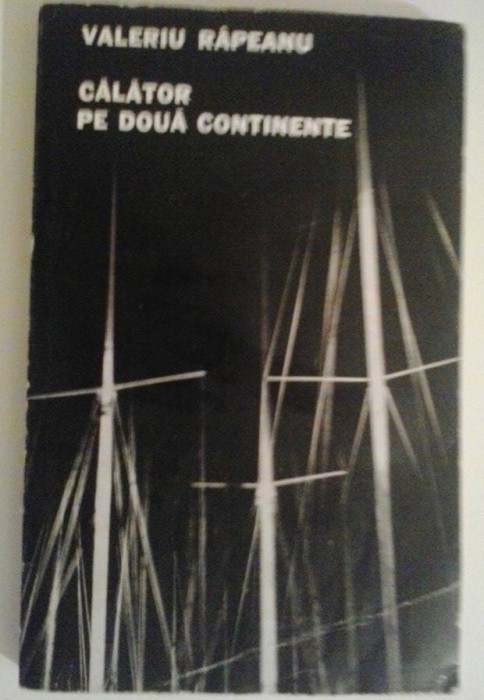 VALERIU RÂPEANU
CĂLĂTOR
PE DOUĂ CONTINENTE